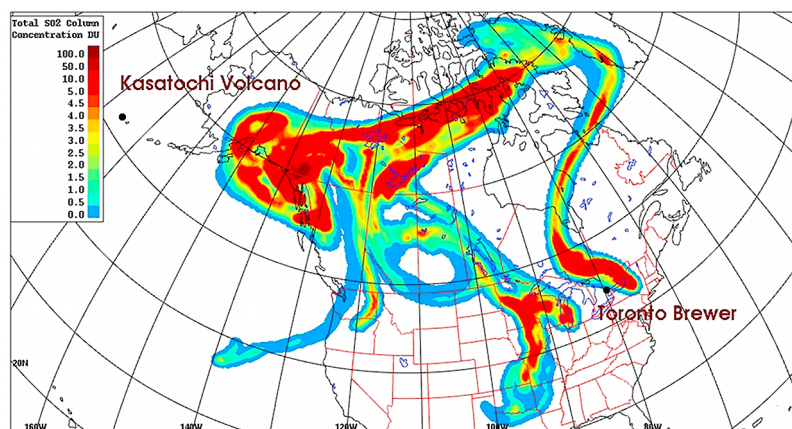 Total SO2 Column
Concentration DU
100.0
50.0
10.0
5.0
4.5
4.0
3.5
3.0
2.5
2.0
1.5
1.0
0.5
0.0
Kasatochi Volcano
Toronto Brewer
20N
160W
140W
120W
100W
80W